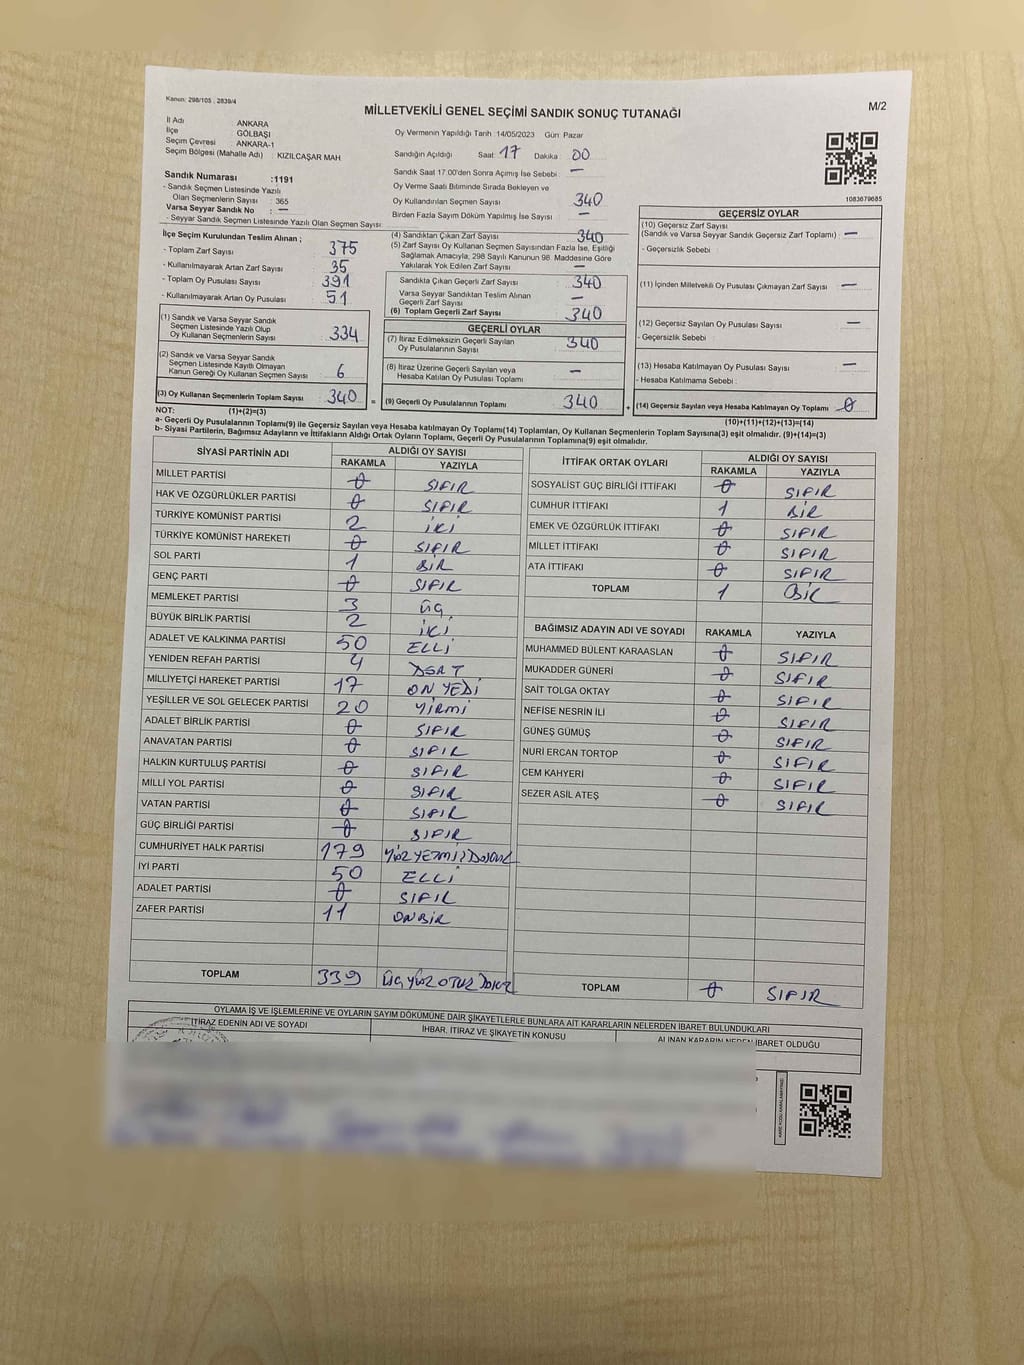 Kanun: 298/105 , 2839/4
MİLLETVEKİLİ GENEL SEÇİMİ SANDIK SONUÇ TUTANAĞI
M/2
İl Adı : ANKARA
İlçe : GÖLBAŞI
Seçim Çevresi : ANKARA-1
Seçim Bölgesi (Mahalle Adı) : KIZILCAŞAR MAH
Sandık Numarası :1191
- Sandık Seçmen Listesinde Yazılı
Olan Seçmenlerin Sayısı : 365
Varsa Seyyar Sandık No : —
- Seyyar Sandık Seçmen Listesinde Yazılı Olan Seçmen Sayısı :
Oy Vermenin Yapıldığı Tarih :14/05/2023 Gün: Pazar
Sandığın Açıldığı Saat : 17 Dakika : 00
Sandık Saat 17.00'den Sonra Açımış İse Sebebi : —
Oy Verme Saati Bitiminde Sırada Bekleyen ve
Oy Kullandırılan Seçmen Sayısı : 340
Birden Fazla Sayım Döküm Yapılmış İse Sayısı : —
1083679685
İlçe Seçim Kurulundan Teslim Alınan ;
- Toplam Zarf Sayısı : 375
- Kullanılmayarak Artan Zarf Sayısı : 35
- Toplam Oy Pusulası Sayısı : 391
- Kullanılmayarak Artan Oy Pusulası : 51
(1) Sandık ve Varsa Seyyar Sandık
Seçmen Listesinde Yazılı Olup
Oy Kullanan Seçmenlerin Sayısı : 334
(2) Sandık ve Varsa Seyyar Sandık
Seçmen Listesinde Kayıtlı Olmayan
Kanun Gereği Oy Kullanan Seçmen Sayısı : 6
(3) Oy Kullanan Seçmenlerin Toplam Sayısı : 340 =
(4) Sandıktan Çıkan Zarf Sayısı : 340
(5) Zarf Sayısı Oy Kullanan Seçmen Sayısından Fazla İse, Eşitliği
Sağlamak Amacıyla, 298 Sayılı Kanunun 98. Maddesine Göre
Yakılarak Yok Edilen Zarf Sayısı : —
Sandıkta Çıkan Geçerli Zarf Sayısı : 340
Varsa Seyyar Sandıktan Teslim Alınan
Geçerli Zarf Sayısı : —
(6) Toplam Geçerli Zarf Sayısı : 340
GEÇERLİ OYLAR
(7) İtiraz Edilmeksizin Geçerli Sayılan
Oy Pusulalarının Sayısı : 340
(8) İtiraz Üzerine Geçerli Sayılan veya
Hesaba Katılan Oy Pusulası Toplamı : —
(9) Geçerli Oy Pusulalarının Toplamı : 340 +
GEÇERSİZ OYLAR
(10) Geçersiz Zarf Sayısı
(Sandık ve Varsa Seyyar Sandık Geçersiz Zarf Toplamı) : —
- Geçersizlik Sebebi :
(11) İçinden Milletvekili Oy Pusulası Çıkmayan Zarf Sayısı : —
(12) Geçersiz Sayılan Oy Pusulası Sayısı : —
- Geçersizlik Sebebi :
(13) Hesaba Katılmayan Oy Pusulası Sayısı : —
- Hesaba Katılmama Sebebi :
(14) Geçersiz Sayılan veya Hesaba Katılmayan Oy Toplamı : 0
NOT: (1)+(2)=(3)
(10)+(11)+(12)+(13)=(14)
a- Geçerli Oy Pusulaları Toplamı(9) ile Geçersiz Sayılan veya Hesaba katılmayan Oy Toplamı(14) Toplamları, Oy Kullanan Seçmenlerin Toplam Sayısına(3) eşit olmalıdır. (9)+(14)=(3)
b- Siyasi Partilerin, Bağımsız Adayların ve İttifakların Aldığı Ortak Oyların Toplamı, Geçerli Oy Pusulalarının Toplamına(9) eşit olmalıdır.
SİYASİ PARTİNİN ADI ALDIĞI OY SAYISI
RAKAMLA YAZIYLA
MİLLET PARTİSİ 0 SIFIR
HAK VE ÖZGÜRLÜKLER PARTİSİ 0 SIFIR
TÜRKİYE KOMÜNİST PARTİSİ 2 İKİ
TÜRKİYE KOMÜNİST HAREKETİ 0 SIFIR
SOL PARTİ 1 BİR
GENÇ PARTİ 0 SIFIR
MEMLEKET PARTİSİ 3 ÜÇ
BÜYÜK BİRLİK PARTİSİ 2 İKİ
ADALET VE KALKINMA PARTİSİ 50 ELLİ
YENİDEN REFAH PARTİSİ 4 DÖRT
MİLLİYETÇİ HAREKET PARTİSİ 17 ON YEDİ
YEŞİLLER VE SOL GELECEK PARTİSİ 20 YİRMİ
ADALET BİRLİK PARTİSİ 0 SIFIR
ANAVATAN PARTİSİ 0 SIFIR
HALKIN KURTULUŞ PARTİSİ 0 SIFIR
MİLLİ YOL PARTİSİ 0 SIFIR
VATAN PARTİSİ 0 SIFIR
GÜÇ BİRLİĞİ PARTİSİ 0 SIFIR
CUMHURİYET HALK PARTİSİ 179
İYİ PARTİ 50 ELLİ
ADALET PARTİSİ 0 SIFIR
ZAFER PARTİSİ 11 ONBİR
TOPLAM 339 ÜÇ YÜZ OTUZ DOKUZ
İTTİFAK ORTAK OYLARI ALDIĞI OY SAYISI
RAKAMLA YAZIYLA
SOSYALİST GÜÇ BİRLİĞİ İTTİFAKI 0 SIFIR
CUMHUR İTTİFAKI 1 BİR
EMEK VE ÖZGÜRLÜK İTTİFAKI 0 SIFIR
MİLLET İTTİFAKI 0 SIFIR
ATA İTTİFAKI 0 SIFIR
TOPLAM 1 BİR
BAĞIMSIZ ADAYIN ADI VE SOYADI RAKAMLA YAZIYLA
MUHAMMED BÜLENT KARAASLAN 0 SIFIR
MUKADDER GÜNERİ 0 SIFIR
SAİT TOLGA OKTAY 0 SIFIR
NEFİSE NESRİN İLİ 0 SIFIR
GÜNEŞ GÜMÜŞ 0 SIFIR
NURİ ERCAN TORTOP 0 SIFIR
CEM KAHYERİ 0 SIFIR
SEZER ASİL ATEŞ 0 SIFIR
TOPLAM 0 SIFIR
OYLAMA İŞ VE İŞLEMLERİNE VE OYLARIN SAYIM DÖKÜMÜNE DAİR ŞİKAYETLERLE BUNLARA AİT KARARLARIN NELERDEN İBARET BULUNDUKLARI
İTİRAZ EDENİN ADI VE SOYADI İHBAR, İTİRAZ VE ŞİKAYETİN KONUSU ALINAN KARARIN NEDEN İBARET OLDUĞU